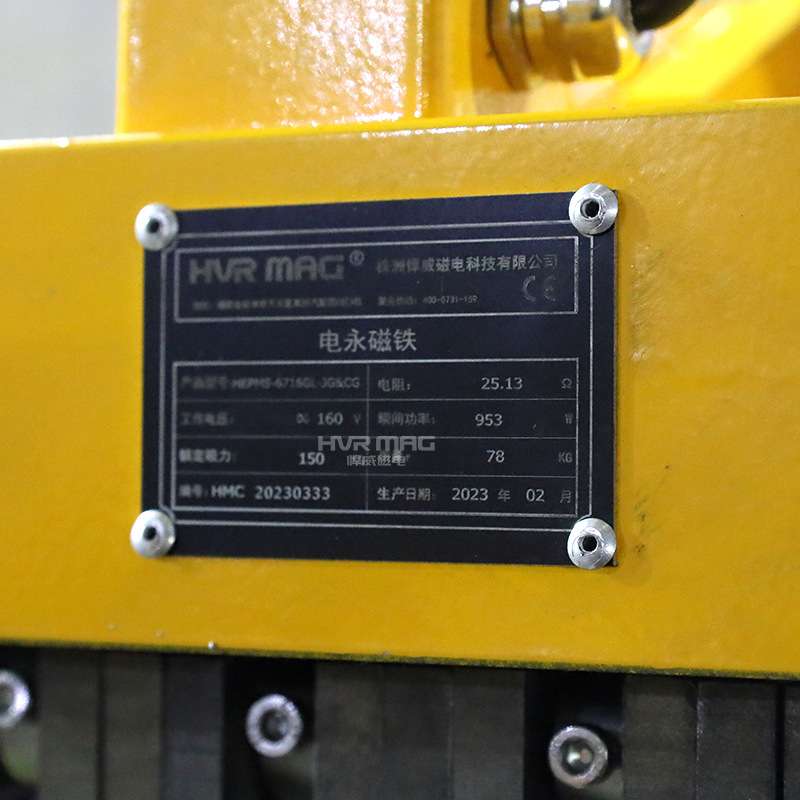 HVR MAG® 株洲悍威磁电科技有限公司
400-0731-159 CE
电永磁铁
产品型号: 电阻: 25.13 Ω
工作电压: DC 160 V 瞬间功率: 953 W
额定吸力: 150 78 KG
HVR MAG
悍威磁电
编号: HMC 20230333 生产日期: 2023 年 02 月